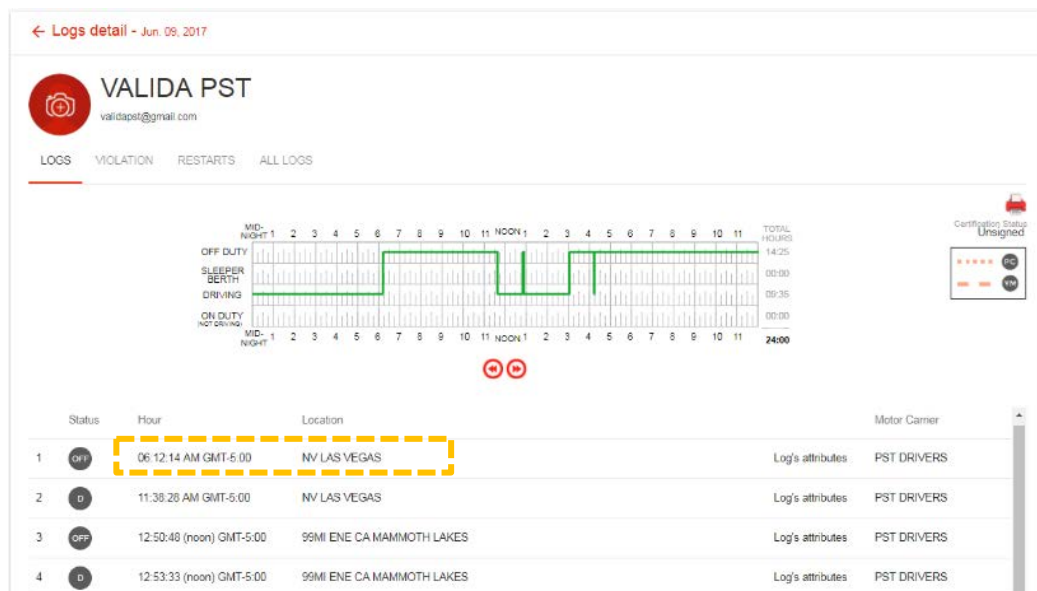 ← Logs detail - Jun. 09, 2017
VALIDA PST
validapst@gmail.com
LOGS VIOLATION RESTARTS ALL LOGS
Certification Status
Unsigned
PC
YM
MID-NIGHT 1 2 3 4 5 6 7 8 9 10 11 NOON 1 2 3 4 5 6 7 8 9 10 11 TOTAL HOURS
OFF DUTY 14:25
SLEEPER BERTH 00:00
DRIVING 09:35
ON DUTY (NOT DRIVING) 00:00
MID-NIGHT 1 2 3 4 5 6 7 8 9 10 11 NOON 1 2 3 4 5 6 7 8 9 10 11 24:00
Status Hour Location Motor Carrier
1 OFF 06:12:14 AM GMT-5:00 NV LAS VEGAS Log's attributes PST DRIVERS
2 D 11:38:28 AM GMT-5:00 NV LAS VEGAS Log's attributes PST DRIVERS
3 OFF 12:50:48 (noon) GMT-5:00 99MI ENE CA MAMMOTH LAKES Log's attributes PST DRIVERS
4 D 12:53:33 (noon) GMT-5:00 99MI ENE CA MAMMOTH LAKES Log's attributes PST DRIVERS